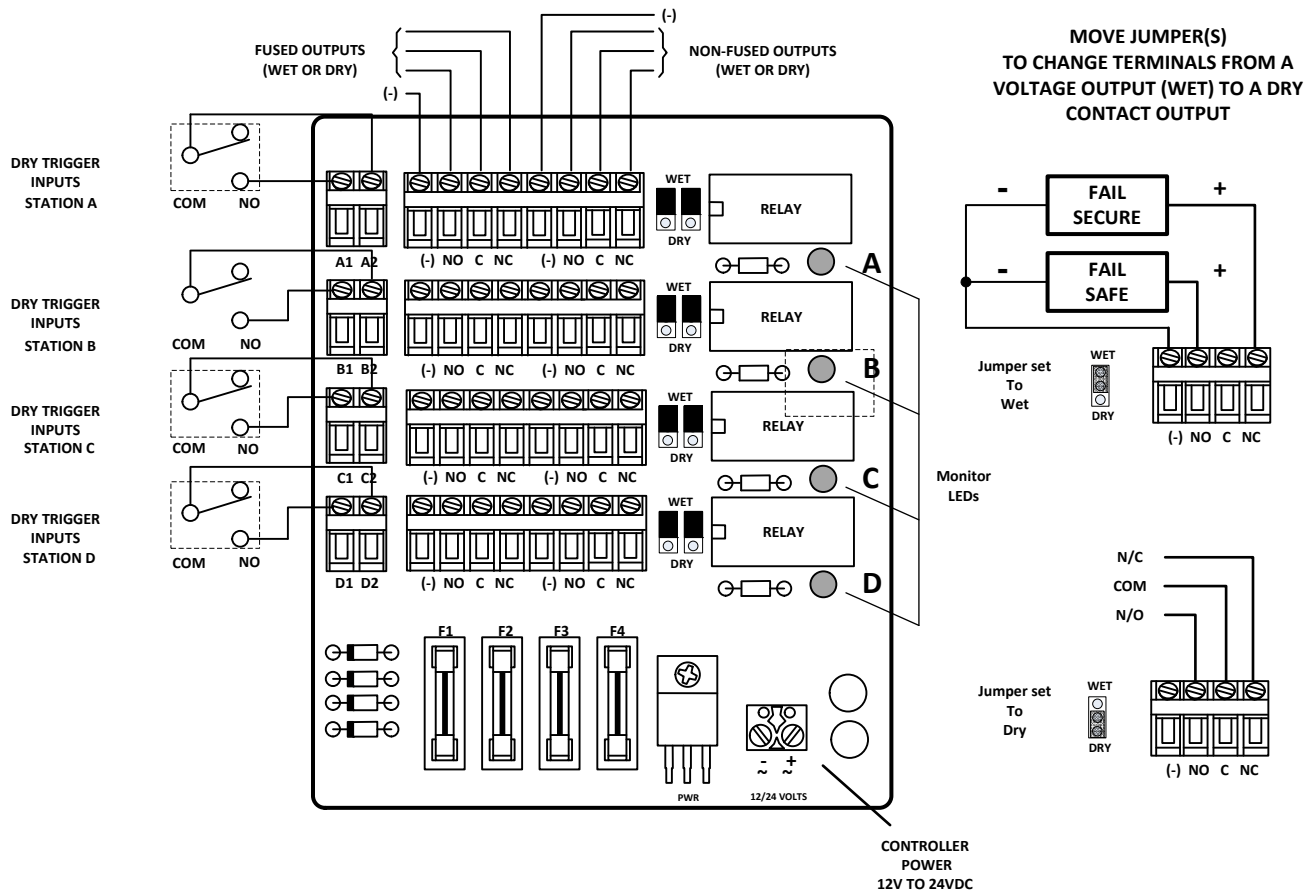 (-)
FUSED OUTPUTS
(WET OR DRY)
(-)
NON-FUSED OUTPUTS
(WET OR DRY)
MOVE JUMPER(S)
TO CHANGE TERMINALS FROM A
VOLTAGE OUTPUT (WET) TO A DRY
CONTACT OUTPUT
DRY TRIGGER
INPUTS
STATION A
COM NO
A1 A2
(-) NO C NC (-) NO C NC
WET
DRY
RELAY
A
DRY TRIGGER
INPUTS
STATION B
COM NO
B1 B2
(-) NO C NC (-) NO C NC
WET
DRY
RELAY
B
DRY TRIGGER
INPUTS
STATION C
COM NO
C1 C2
(-) NO C NC (-) NO C NC
WET
DRY
RELAY
C
DRY TRIGGER
INPUTS
STATION D
COM NO
D1 D2
(-) NO C NC (-) NO C NC
WET
DRY
RELAY
D
Monitor
LEDs
F1 F2 F3 F4
PWR
- +
~ ~
12/24 VOLTS
CONTROLLER
POWER
12V TO 24VDC
- FAIL SECURE +
- FAIL SAFE +
Jumper set
To
Wet
WET
DRY
(-) NO C NC
N/C
COM
N/O
Jumper set
To
Dry
WET
DRY
(-) NO C NC